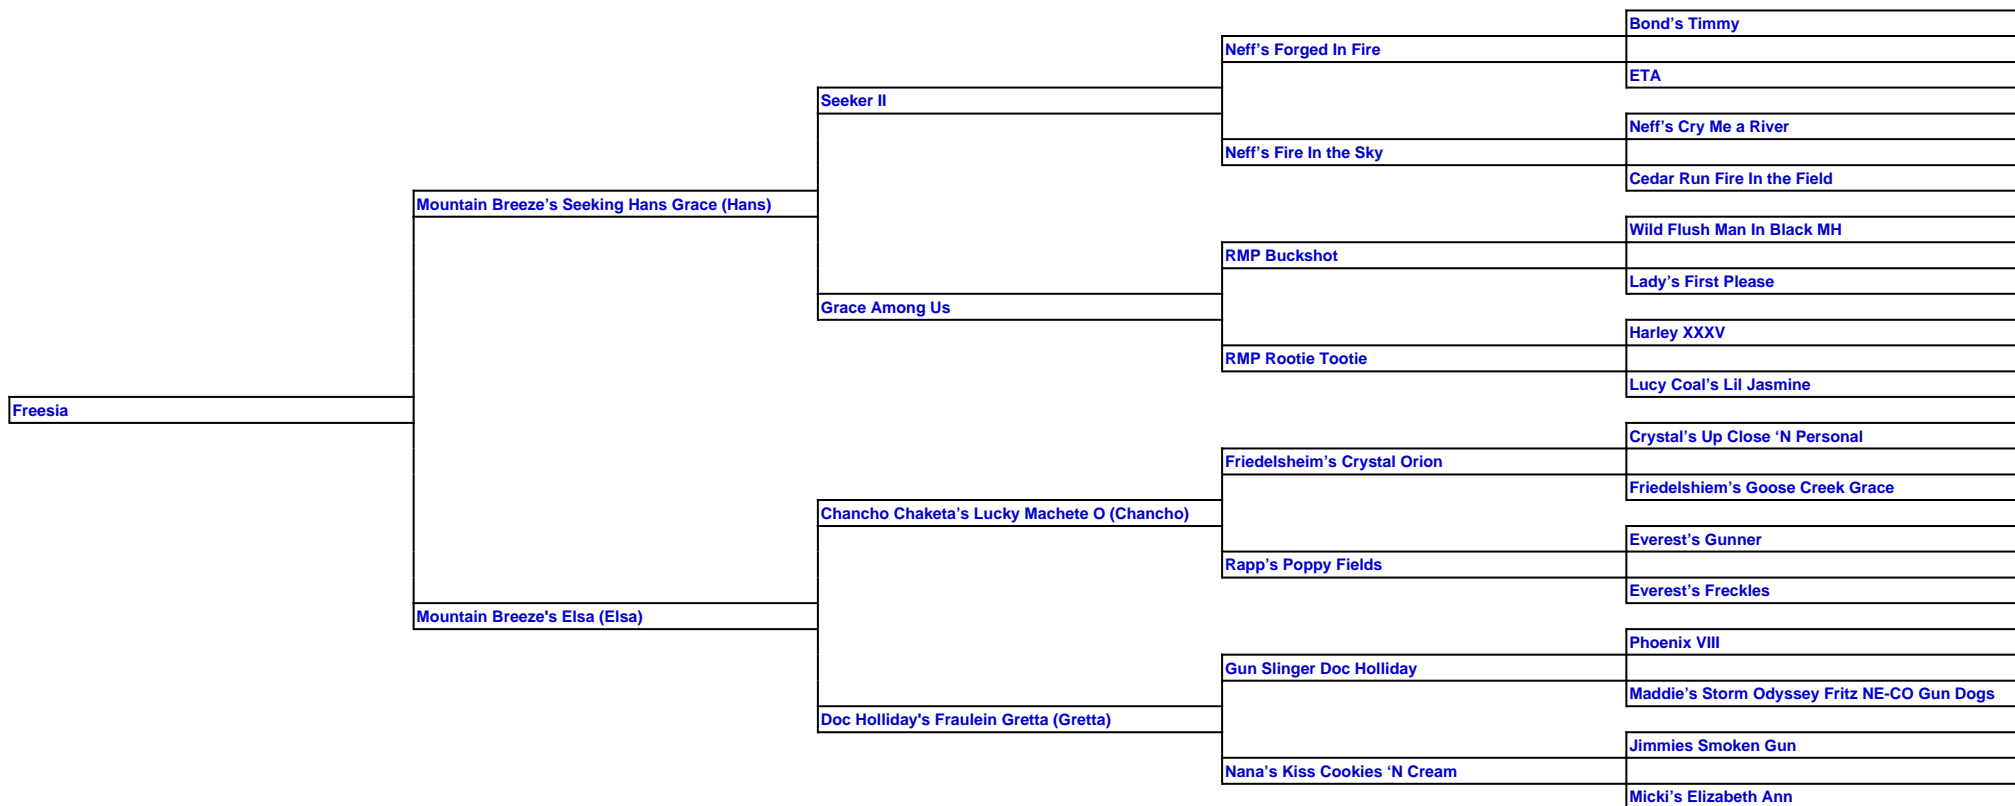 Bond’s Timmy
Neff’s Forged In Fire
ETA
Seeker II
Neff’s Cry Me a River
Neff’s Fire In the Sky
Cedar Run Fire In the Field
Mountain Breeze’s Seeking Hans Grace (Hans)
Wild Flush Man In Black MH
RMP Buckshot
Lady’s First Please
Grace Among Us
Harley XXXV
RMP Rootie Tootie
Lucy Coal’s Lil Jasmine
Freesia
Crystal’s Up Close ‘N Personal
Friedelsheim’s Crystal Orion
Friedelshiem’s Goose Creek Grace
Chancho Chaketa’s Lucky Machete O (Chancho)
Everest’s Gunner
Rapp’s Poppy Fields
Everest’s Freckles
Mountain Breeze's Elsa (Elsa)
Phoenix VIII
Gun Slinger Doc Holliday
Maddie’s Storm Odyssey Fritz NE-CO Gun Dogs
Doc Holliday's Fraulein Gretta (Gretta)
Jimmies Smoken Gun
Nana’s Kiss Cookies ‘N Cream
Micki’s Elizabeth Ann